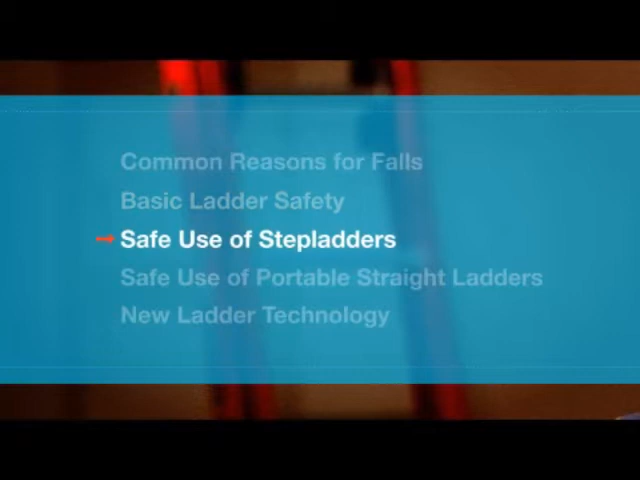 Common Reasons for Falls
Basic Ladder Safety
Safe Use of Stepladders
Safe Use of Portable Straight Ladders
New Ladder Technology